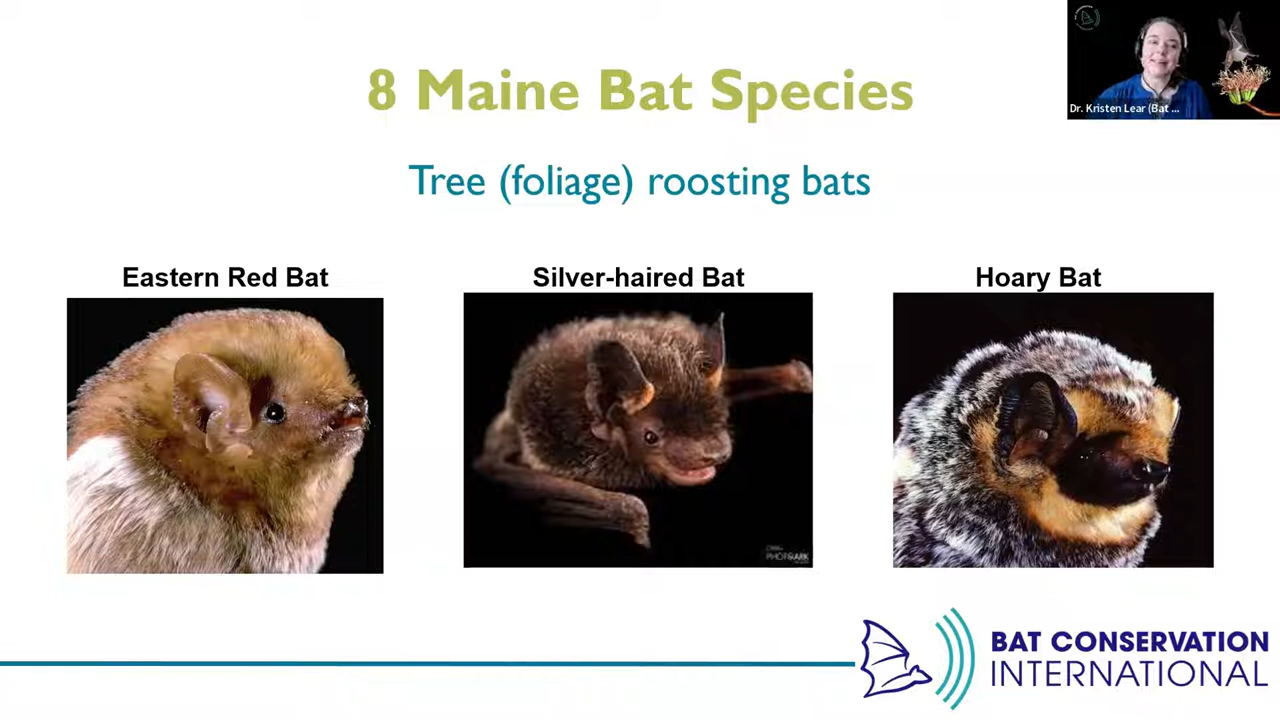 8 Maine Bat Species
Dr. Kristen Lear (Bat ...
Tree (foliage) roosting bats
Eastern Red Bat
Silver-haired Bat
Hoary Bat
PHOTO ARK
BAT CONSERVATION
INTERNATIONAL